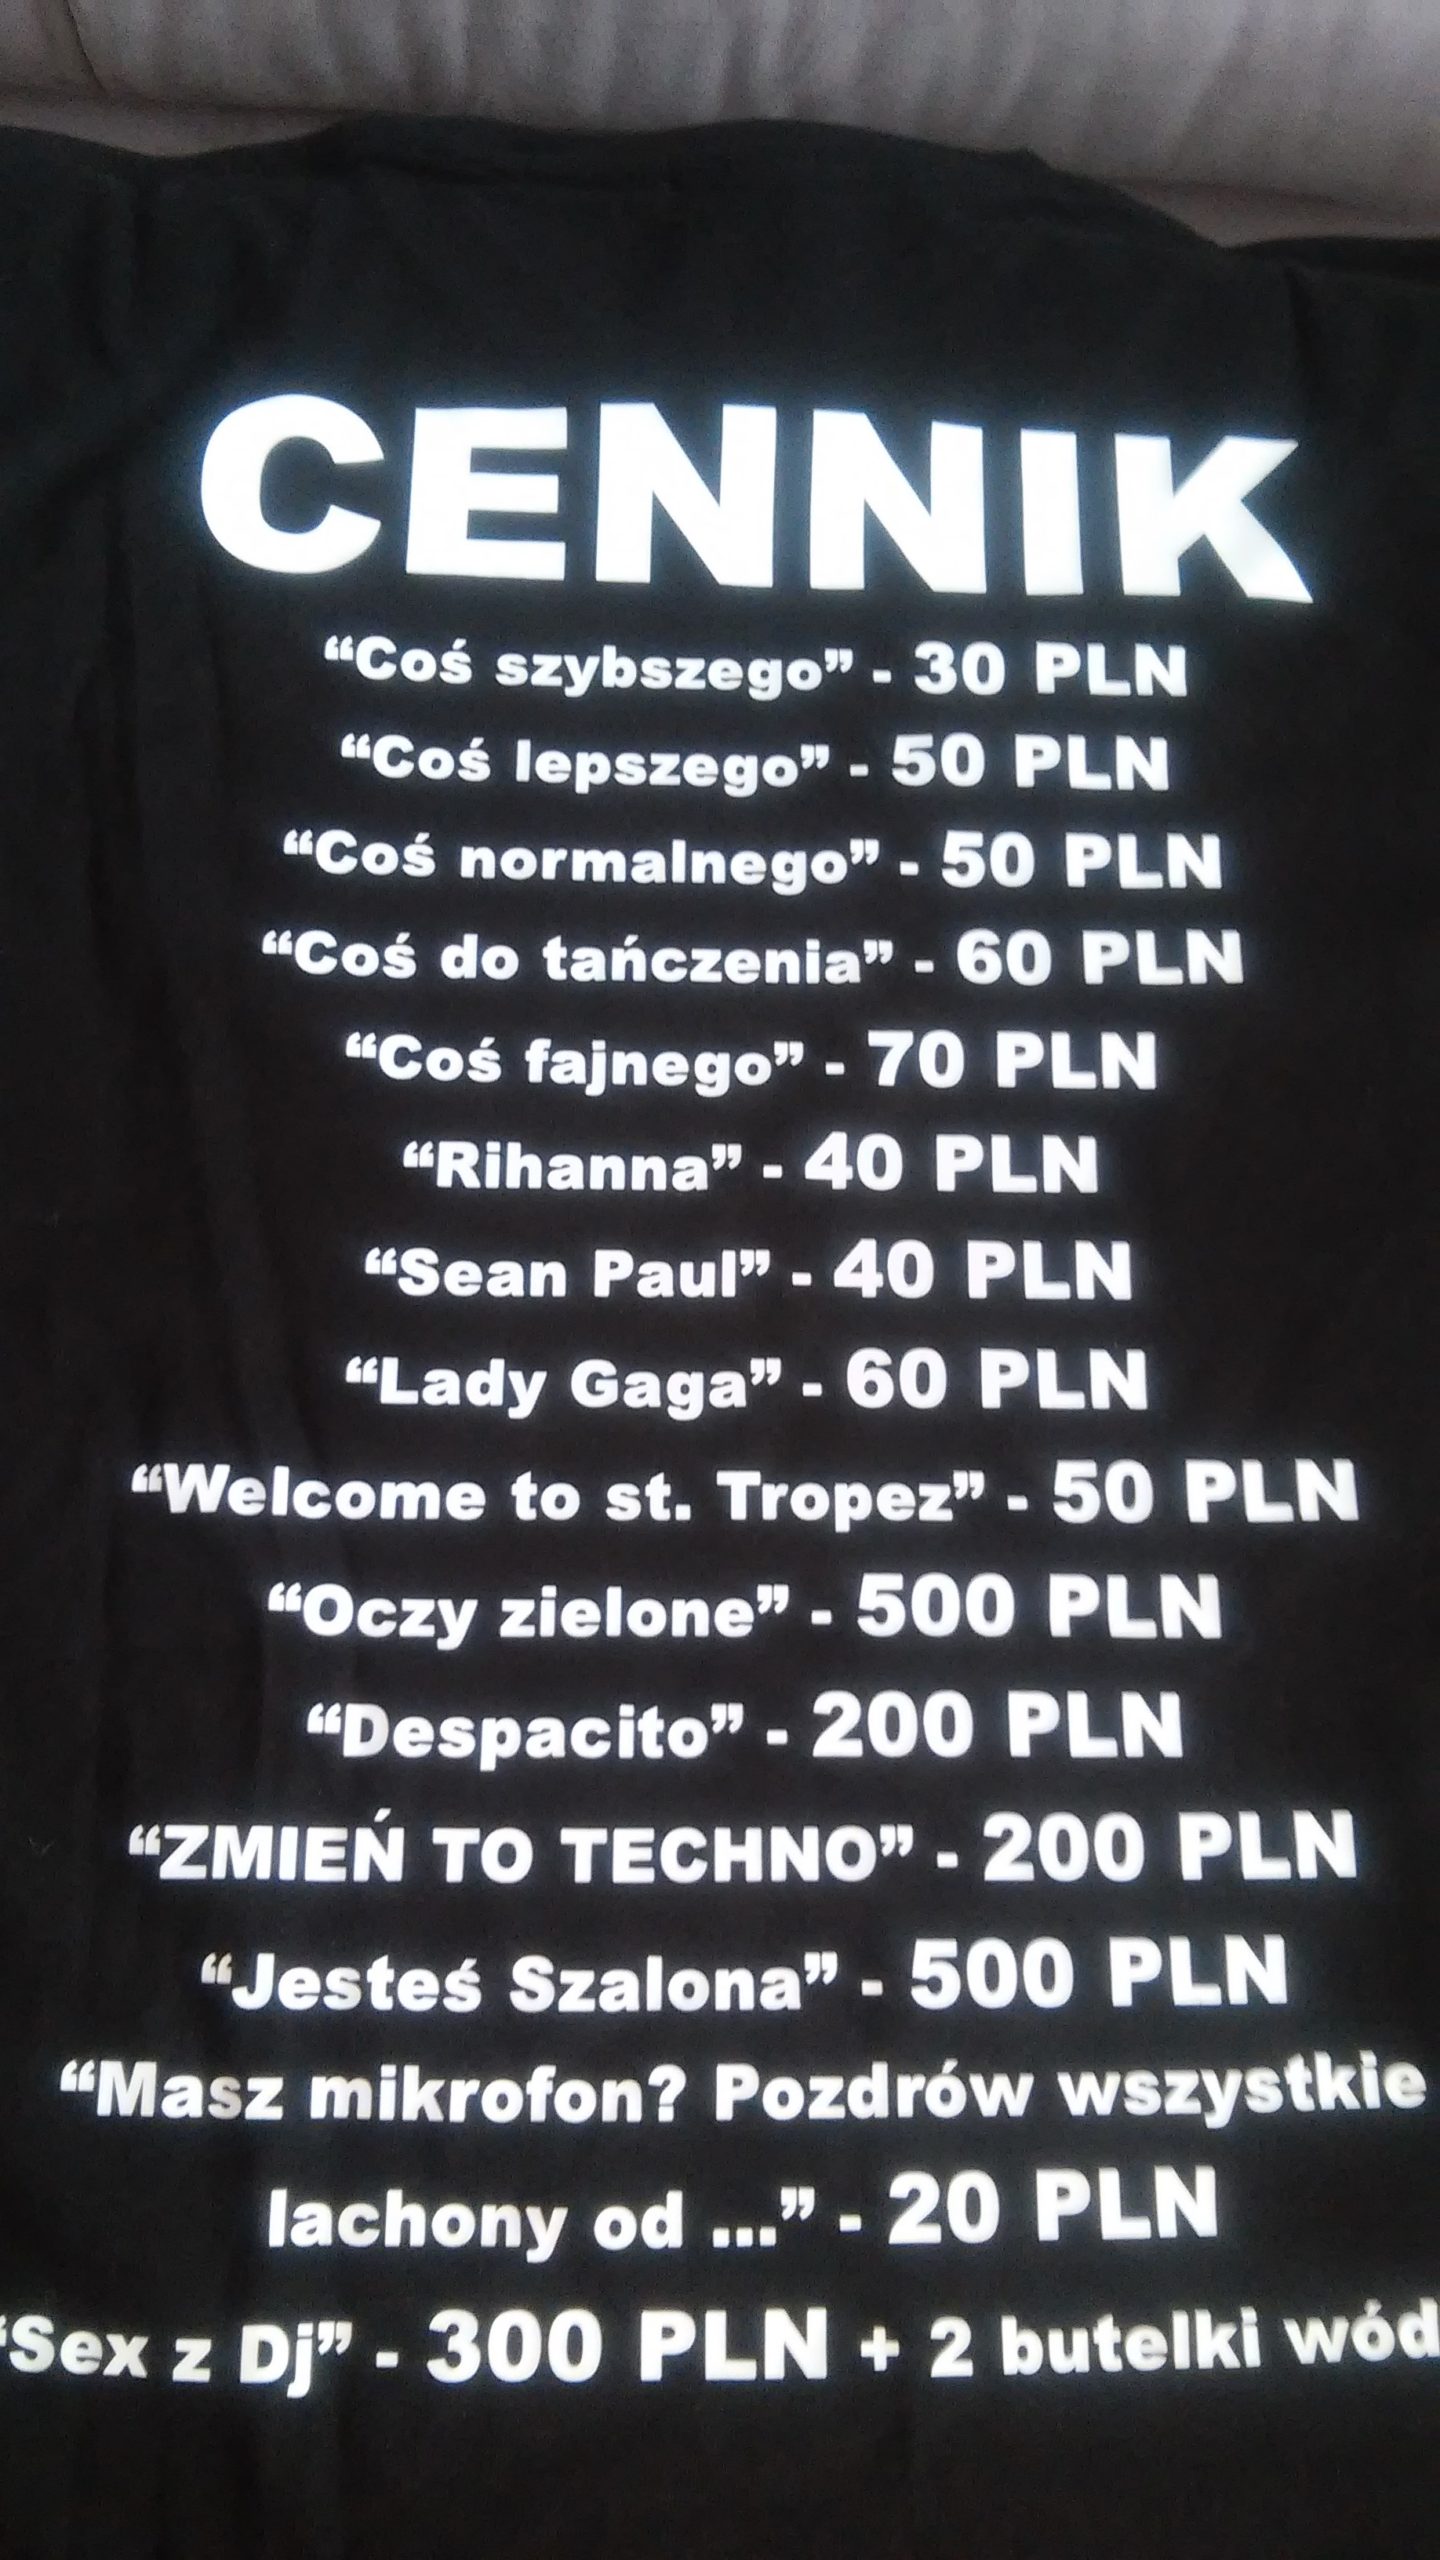 CENNIK
“Coś szybszego” - 30 PLN
“Coś lepszego” - 50 PLN
“Coś normalnego” - 50 PLN
“Coś do tańczenia” - 60 PLN
“Coś fajnego” - 70 PLN
“Rihanna” - 40 PLN
“Sean Paul” - 40 PLN
“Lady Gaga” - 60 PLN
“Welcome to st. Tropez” - 50 PLN
“Oczy zielone” - 500 PLN
“Despacito” - 200 PLN
“ZMIEŃ TO TECHNO” - 200 PLN
“Jesteś Szalona” - 500 PLN
“Masz mikrofon? Pozdrów wszystkie
lachony od ...” - 20 PLN
“Sex z Dj” - 300 PLN + 2 butelki